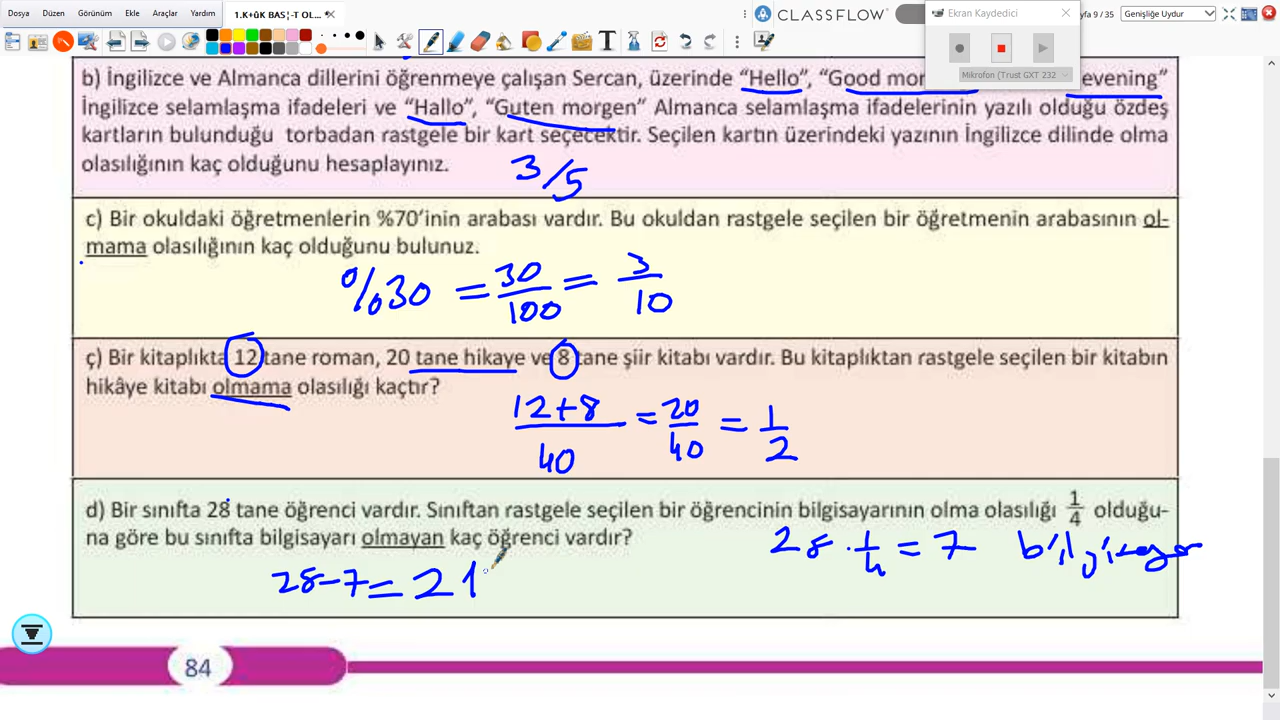 Dosya Düzen Görünüm Ekle Araçlar Yardım
1.K+ûK BAS¦-T OL...
CLASSFLOW
Ekran Kaydedici
yfa 9 / 35
Genişliğe Uydur
Mikrofon (Trust GXT 232
b) İngilizce ve Almanca dillerini öğrenmeye çalışan Sercan, üzerinde “Hello”, “Good mor evening”
İngilizce selamlaşma ifadeleri ve “Hallo”, “Guten morgen” Almanca selamlaşma ifadelerinin yazılı olduğu özdeş
kartların bulunduğu torbadan rastgele bir kart seçecektir. Seçilen kartın üzerindeki yazının İngilizce dilinde olma
olasılığının kaç olduğunu hesaplayınız.
3/5
c) Bir okuldaki öğretmenlerin %70’inin arabası vardır. Bu okuldan rastgele seçilen bir öğretmenin arabasının ol-
mama olasılığının kaç olduğunu bulunuz.
%30 = 30/100 = 3/10
ç) Bir kitaplıkta 12 tane roman, 20 tane hikaye ve 8 tane şiir kitabı vardır. Bu kitaplıktan rastgele seçilen bir kitabın
hikâye kitabı olmama olasılığı kaçtır?
12+8/40 = 20/40 = 1/2
d) Bir sınıfta 28 tane öğrenci vardır. Sınıftan rastgele seçilen bir öğrencinin bilgisayarının olma olasılığı 1/4 olduğu-
na göre bu sınıfta bilgisayarı olmayan kaç öğrenci vardır?
28 . 1/4 = 7
28-7=21
84